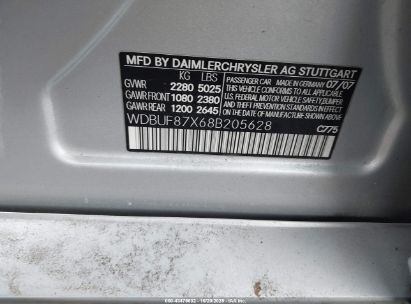 MFD BY DAIMLERCHRYSLER AG STUTTGART
KG LBS PASSENGER CAR MADE IN GERMANY 07/07
GVWR 2280 5025 THIS VEHICLE CONFORMS TO ALL APPLICABLE
GAWR FRONT 1080 2380 FEDERAL MOTOR VEHICLE SAFETY, BUMPER,
GAWR REAR 1200 2645 AND THEFT PREVENTION STANDARDS IN EFFECT
ON THE DATE OF MANUFACTURE SHOWN ABOVE
WDBUF87X68B205628 C775